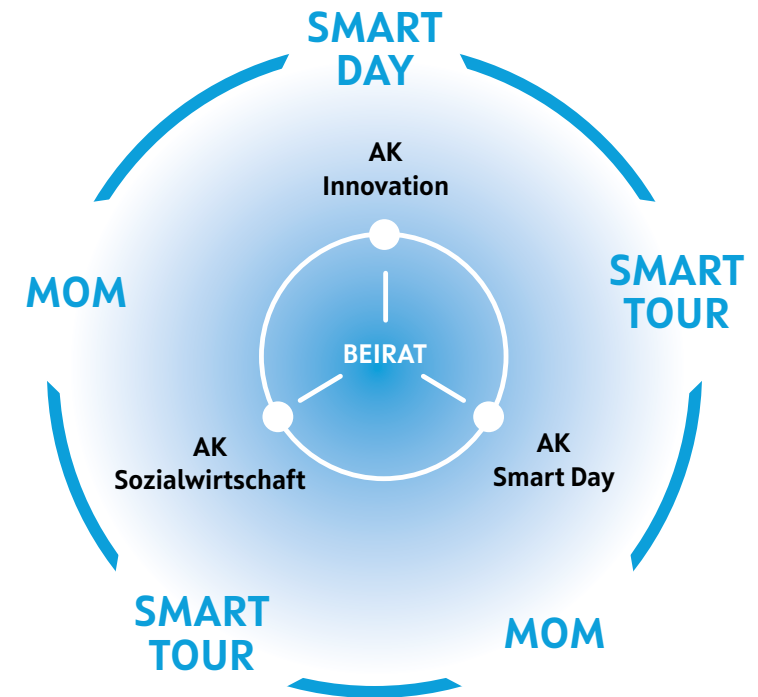 SMART
DAY
AK
Innovation
MOM
SMART
TOUR
BEIRAT
AK
Sozialwirtschaft
AK
Smart Day
SMART
TOUR
MOM